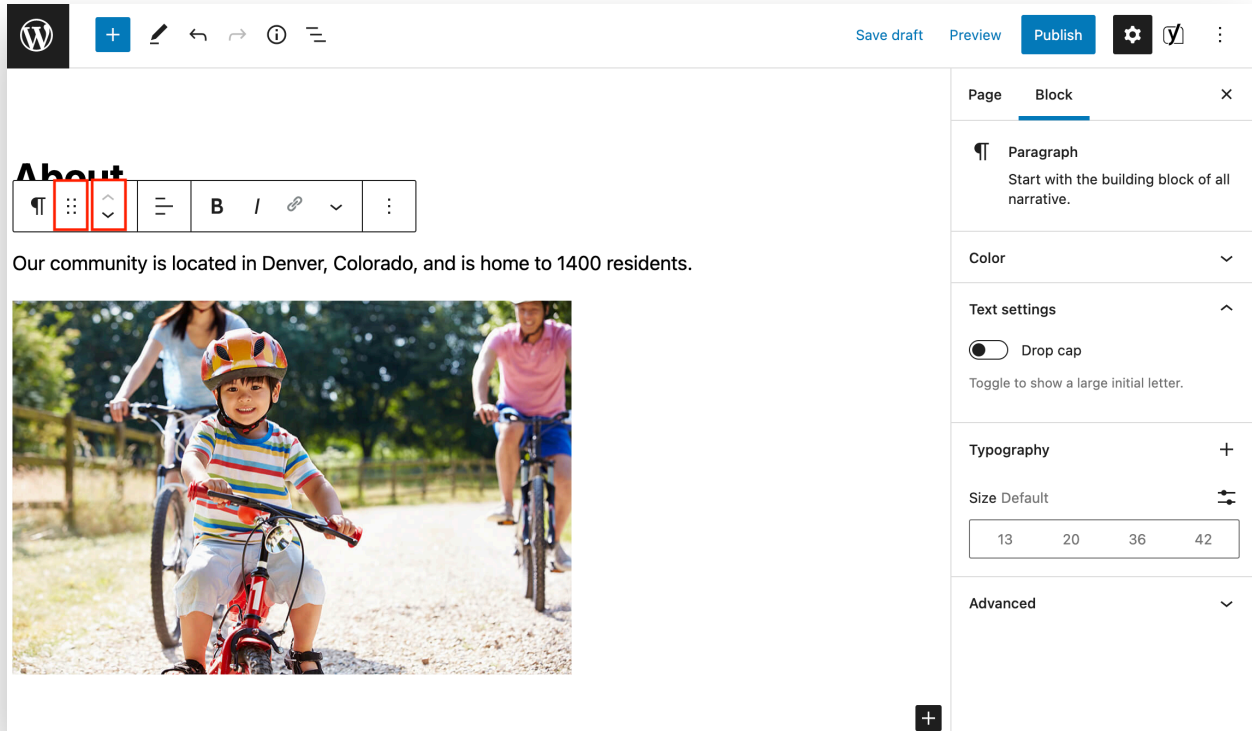 Save draft
Preview
Publish
Page
Block
About
B I
Our community is located in Denver, Colorado, and is home to 1400 residents.
1
Paragraph
Start with the building block of all
narrative.
Color
Text settings
Drop cap
Toggle to show a large initial letter.
Typography
Size Default
13 20 36 42
Advanced